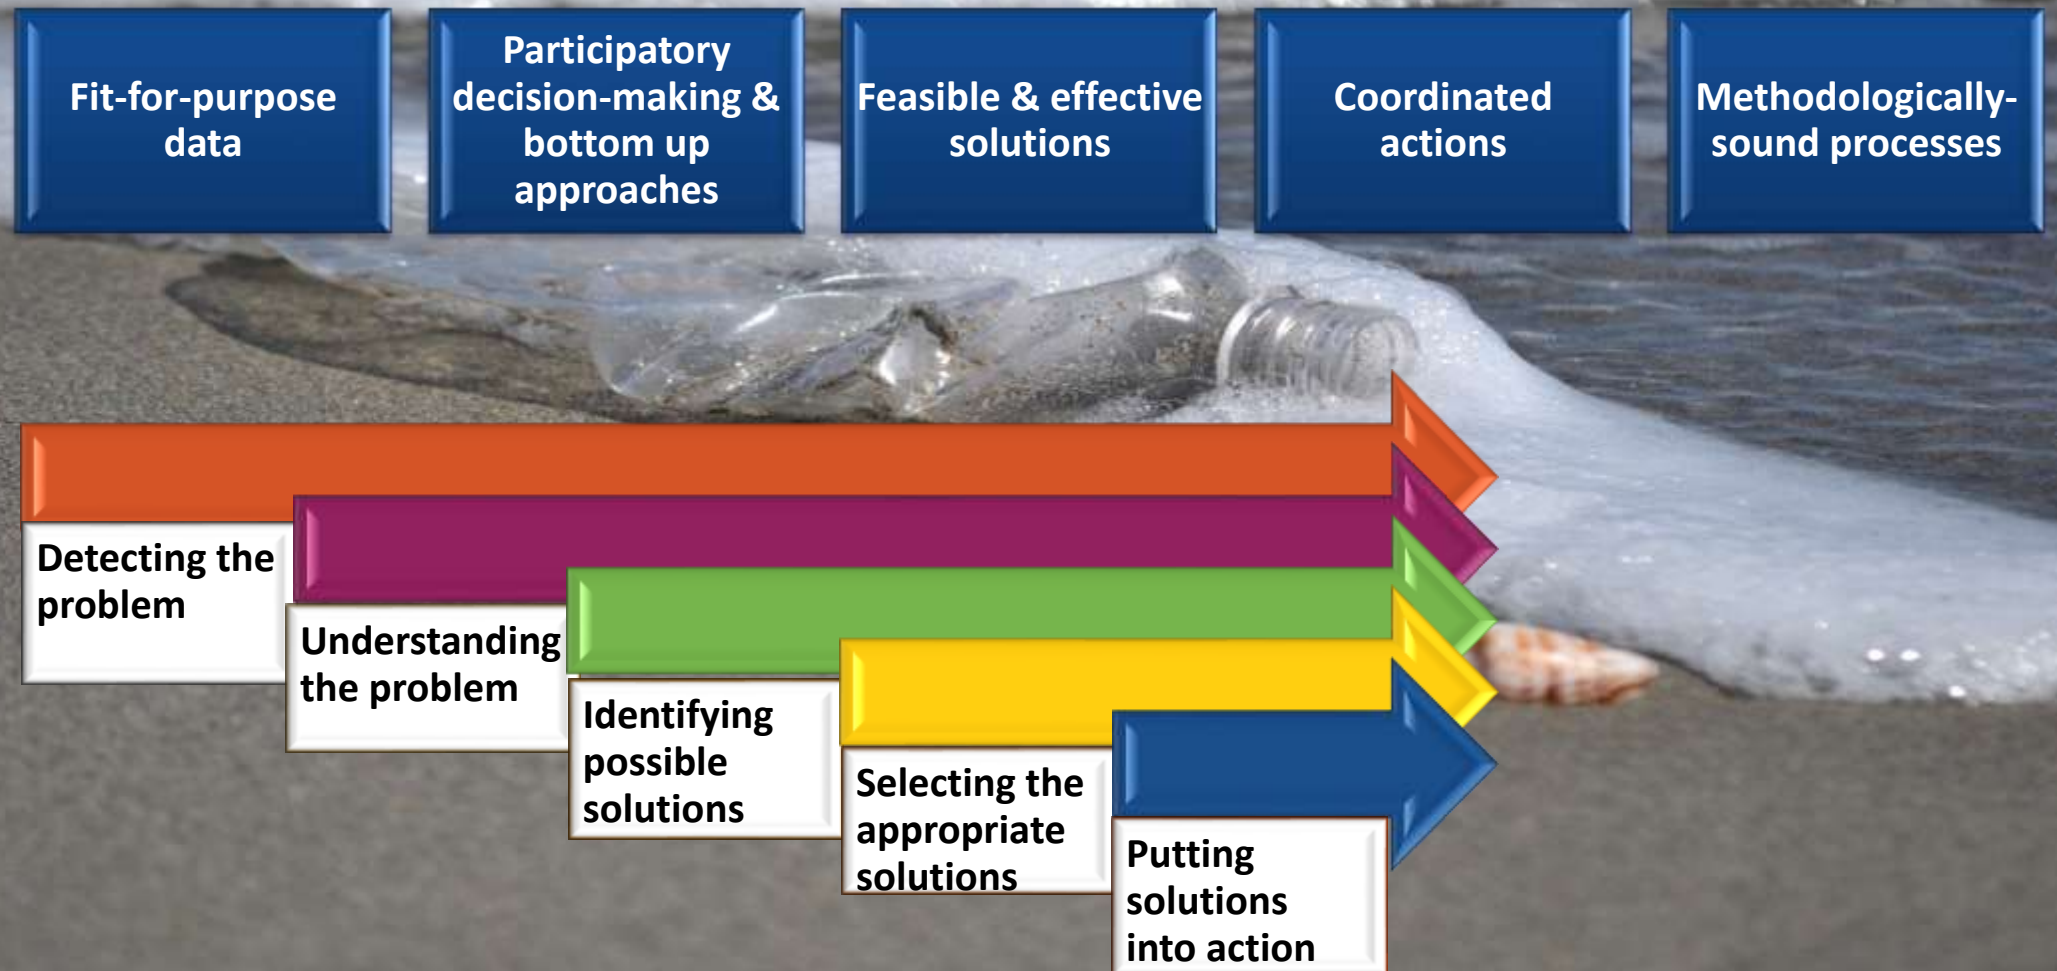 Fit-for-purpose
data
Participatory
decision-making &
bottom up
approaches
Feasible & effective
solutions
Coordinated
actions
Methodologically-
sound processes
Detecting the
problem
Understanding
the problem
Identifying
possible
solutions
Selecting the
appropriate
solutions
Putting
solutions
into action